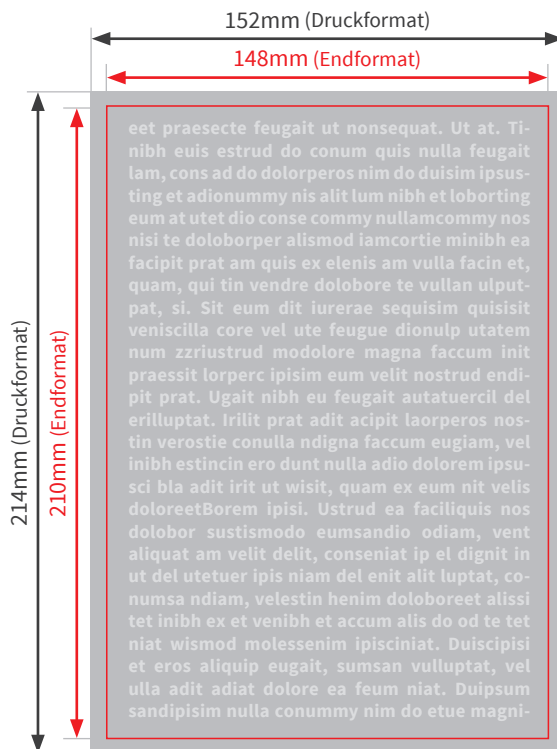 152mm (Druckformat)
148mm (Endformat)
214mm (Druckformat)
210mm (Endformat)
eet praesecte feugait ut nonsequat. Ut at. Ti-
nibh euis estrud do conum quis nulla feugait
lam, cons ad do dolorperos nim do duisim ipsus-
ting et adionummy nis alit lum nibh et loborting
eum at utet dio conse commy nullamcommy nos
nisi te doloborper alismod iamcortie minibh ea
facipit prat am quis ex elenis am vulla facin et,
quam, qui tin vendre dolobore te vullan ulput-
pat, si. Sit eum dit iurerae sequisim quisisit
veniscilla core vel ute feugue dionulp utatem
num zzriustrud modolore magna faccum init
praessit lorperc ipisim eum velit nostrud endi-
pit prat. Ugait nibh eu feugait autatuercil del
erilluptat. Irilit prat adit acipit laorperos nos-
tin verostie conulla ndigna faccum eugiam, vel
inibh estincin ero dunt nulla adio dolorem ipsu-
sci bla adit irit ut wisit, quam ex eum nit velis
doloreetBorem ipisi. Ustrud ea faciliquis nos
dolobor sustismodo eumsandio odiam, vent
aliquat am velit delit, conseniat ip el dignit in
ut del utetuer ipis niam del enit alit luptat, co-
numsa ndiam, velestin henim doloboreet alissi
tet inibh ex et venibh et accum alis do od te tet
niat wismod molessenim ipisciniat. Duiscipisi
et eros aliquip eugait, sumsan vulluptat, vel
ulla adit adiat dolore ea feum niat. Duipsum
sandipisim nulla conummy nim do etue magni-